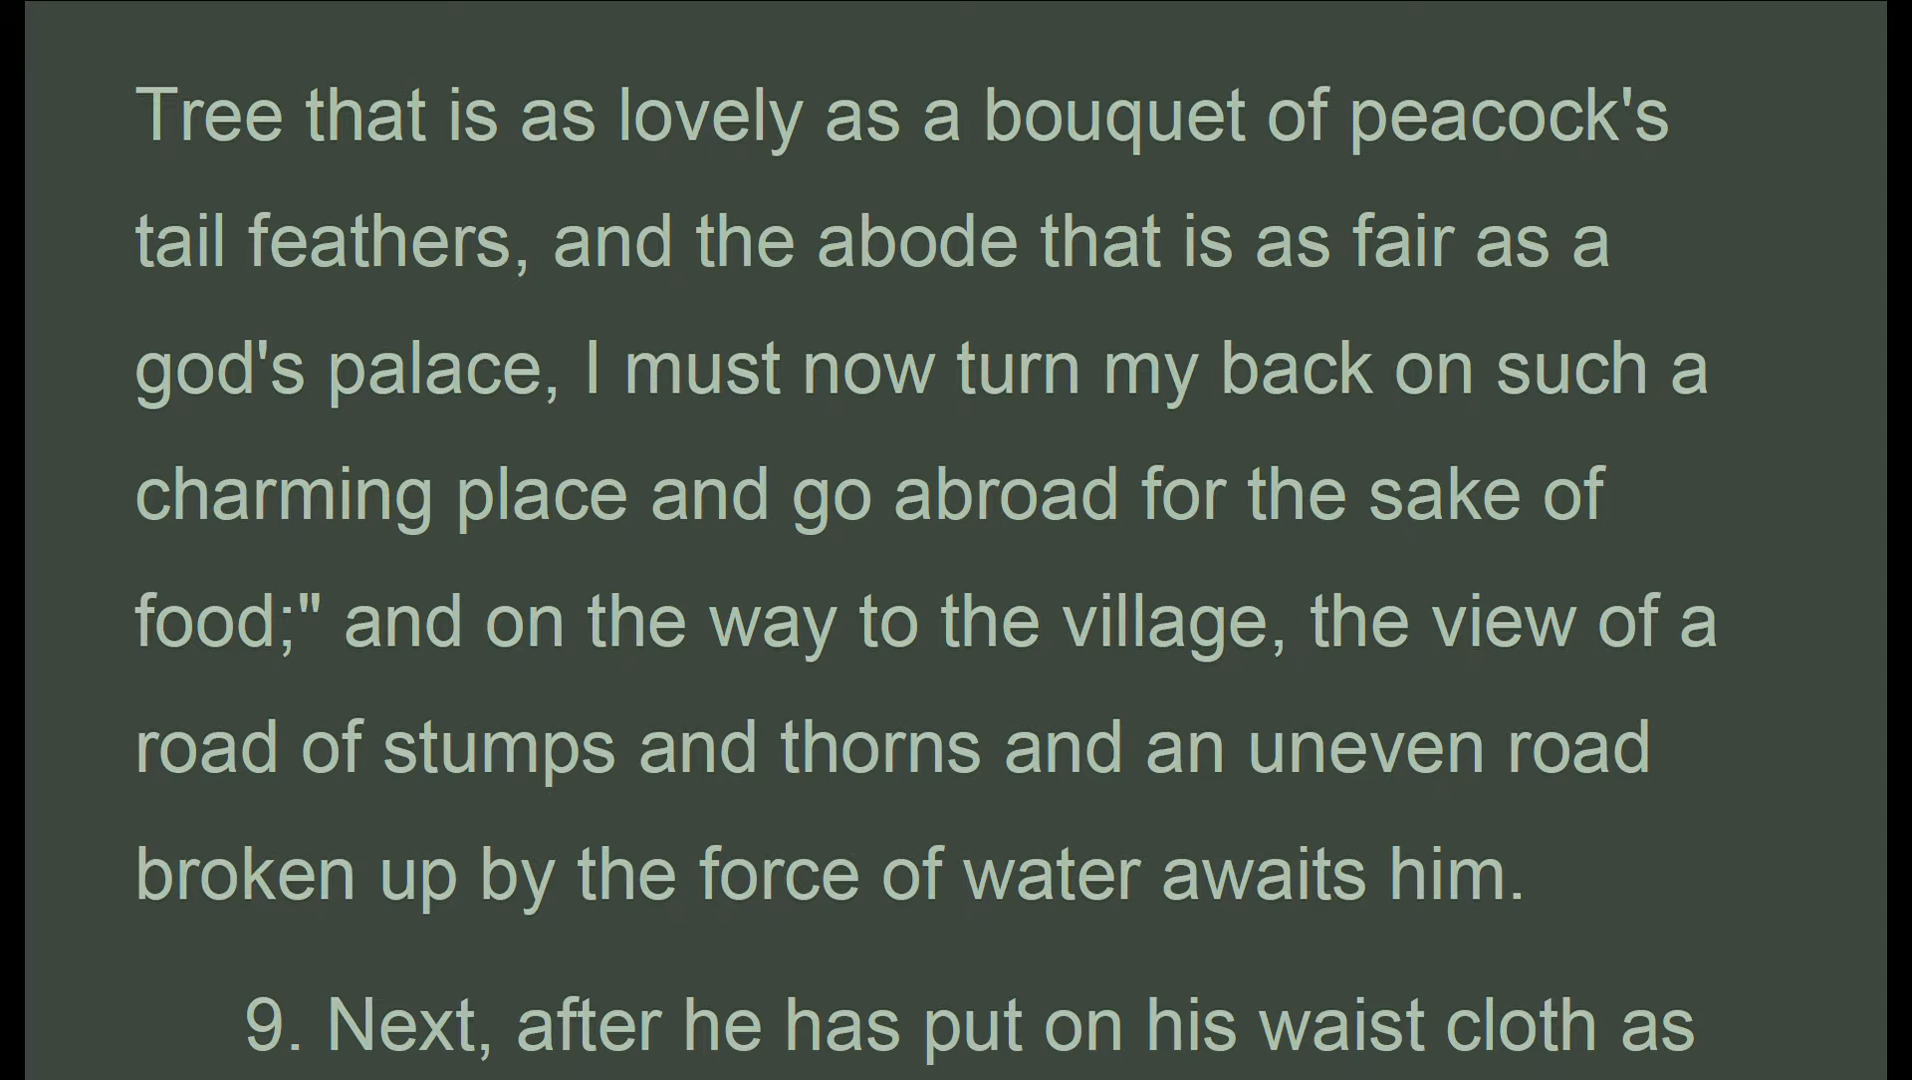 Tree that is as lovely as a bouquet of peacock's
tail feathers, and the abode that is as fair as a
god's palace, I must now turn my back on such a
charming place and go abroad for the sake of
food;" and on the way to the village, the view of a
road of stumps and thorns and an uneven road
broken up by the force of water awaits him.
9. Next, after he has put on his waist cloth as